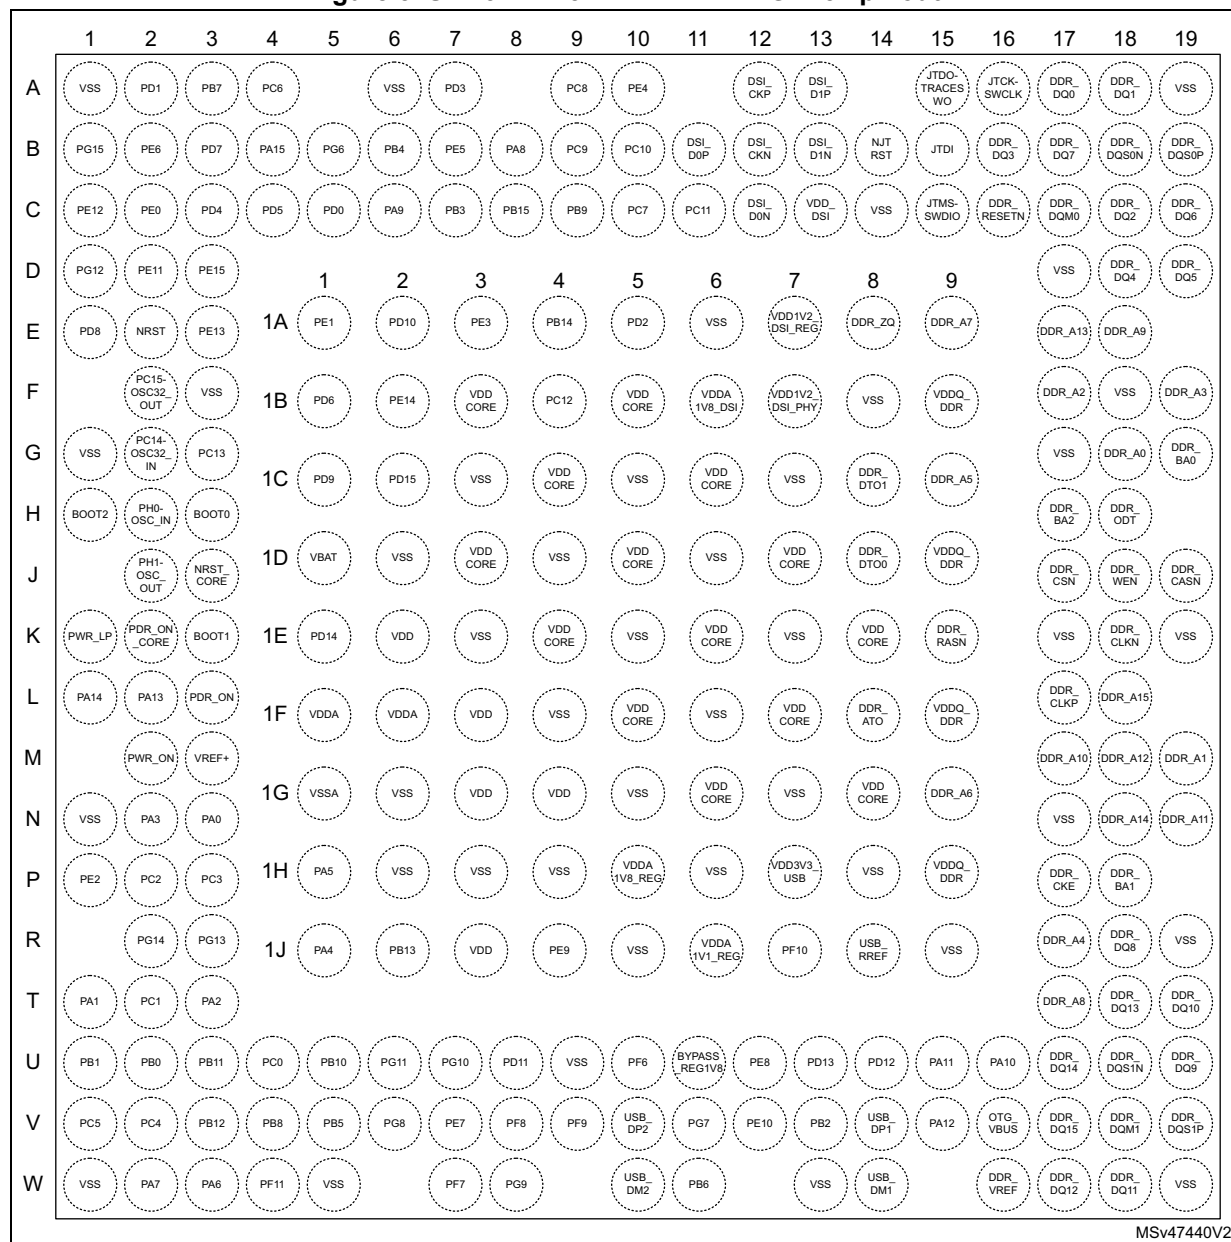 1 2 3 4 5 6 7 8 9 10 11 12 13 14 15 16 17 18 19
A VSS PD1 PB7 PC6 VSS PD3 PC8 PE4 DSI_CKP DSI_D1P JTDO-TRACESWO JTCK-SWCLK DDR_DQ0 DDR_DQ1 VSS
B PG15 PE6 PD7 PA15 PG6 PB4 PE5 PA8 PC9 PC10 DSI_D0P DSI_CKN DSI_D1N NJTRST JTDI DDR_DQ3 DDR_DQ7 DDR_DQS0N DDR_DQS0P
C PE12 PE0 PD4 PD5 PD0 PA9 PB3 PB15 PB9 PC7 PC11 DSI_D0N VDD_DSI VSS JTMS-SWDIO DDR_RESETN DDR_DQM0 DDR_DQ2 DDR_DQ6
D PG12 PE11 PE15 VSS DDR_DQ4 DDR_DQ5
1 2 3 4 5 6 7 8 9
1A PE1 PD10 PE3 PB14 PD2 VSS VDD1V2_DSI_REG DDR_ZQ DDR_A7
E PD8 NRST PE13 DDR_A13 DDR_A9
F PC15-OSC32_OUT VSS DDR_A2 VSS DDR_A3
1B PD6 PE14 VDD CORE PC12 VDD CORE VDDA 1V8_DSI VDD1V2_DSI_PHY VSS VDDQ_DDR
G VSS PC14-OSC32_IN PC13 VSS DDR_A0 DDR_BA0
1C PD9 PD15 VSS VDD CORE VSS VDD CORE VSS DDR_DTO1 DDR_A5
H BOOT2 PH0-OSC_IN BOOT0 DDR_BA2 DDR_ODT
1D VBAT VSS VDD CORE VSS VDD CORE VSS VDD CORE DDR_DTO0 VDDQ_DDR
J PH1-OSC_OUT NRST_CORE DDR_CSN DDR_WEN DDR_CASN
K PWR_LP PDR_ON_CORE BOOT1 VSS DDR_CLKN VSS
1E PD14 VDD VSS VDD CORE VSS VDD CORE VSS VDD CORE DDR_RASN
L PA14 PA13 PDR_ON DDR_CLKP DDR_A15
1F VDDA VDDA VDD VSS VDD CORE VSS VDD CORE DDR_ATO VDDQ_DDR
M PWR_ON VREF+ DDR_A10 DDR_A12 DDR_A1
1G VSSA VSS VDD VDD VSS VDD CORE VSS VDD CORE DDR_A6
N VSS PA3 PA0 VSS DDR_A14 DDR_A11
1H PA5 VSS VSS VSS VDDA 1V8_REG VSS VDD3V3_USB VSS VDDQ_DDR
P PE2 PC2 PC3 DDR_CKE DDR_BA1
R PG14 PG13 DDR_A4 DDR_DQ8 VSS
1J PA4 PB13 VDD PE9 VSS VDDA 1V1_REG PF10 USB_RREF VSS
T PA1 PC1 PA2 DDR_A8 DDR_DQ13 DDR_DQ10
U PB1 PB0 PB11 PC0 PB10 PG11 PG10 PD11 VSS PF6 BYPASS_REG1V8 PE8 PD13 PD12 PA11 PA10 DDR_DQ14 DDR_DQS1N DDR_DQ9
V PC5 PC4 PB12 PB8 PB5 PG8 PE7 PF8 PF9 USB_DP2 PG7 PE10 PB2 USB_DP1 PA12 OTG_VBUS DDR_DQ15 DDR_DQM1 DDR_DQS1P
W VSS PA7 PA6 PF11 VSS PF7 PG9 USB_DM2 PB6 VSS USB_DM1 DDR_VREF DDR_DQ12 DDR_DQ11 VSS
MSv47440V2